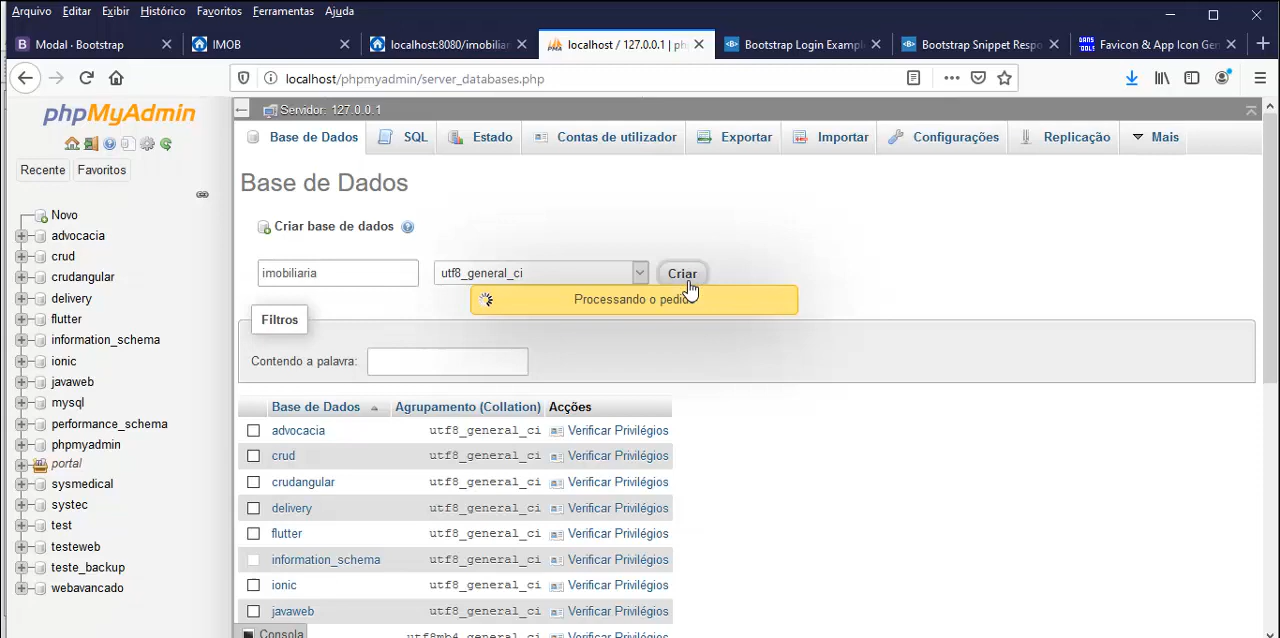 Arquivo Editar Exibir Histórico Favoritos Ferramentas Ajuda
Modal · Bootstrap
IMOB
localhost:8080/imobiliar
localhost / 127.0.0.1 | ph
Bootstrap Login Exampl
Bootstrap Snippet Respo
Favicon & App Icon Gen
localhost/phpmyadmin/server_databases.php
phpMyAdmin
Recente Favoritos
Novo
advocacia
crud
crudangular
delivery
flutter
information_schema
ionic
javaweb
mysql
performance_schema
phpmyadmin
portal
sysmedical
systec
test
testeweb
teste_backup
webavancado
Servidor: 127.0.0.1
Base de Dados SQL Estado Contas de utilizador Exportar Importar Configurações Replicação Mais
Base de Dados
Criar base de dados
imobiliaria utf8_general_ci Criar
Processando o pedido
Filtros
Contendo a palavra:
Base de Dados Agrupamento (Collation) Acções
advocacia utf8_general_ci Verificar Privilégios
crud utf8_general_ci Verificar Privilégios
crudangular utf8_general_ci Verificar Privilégios
delivery utf8_general_ci Verificar Privilégios
flutter utf8_general_ci Verificar Privilégios
information_schema utf8_general_ci Verificar Privilégios
ionic utf8_general_ci Verificar Privilégios
javaweb utf8_general_ci Verificar Privilégios
utf8mb4_general_ci Verificar Privilégios
Consola